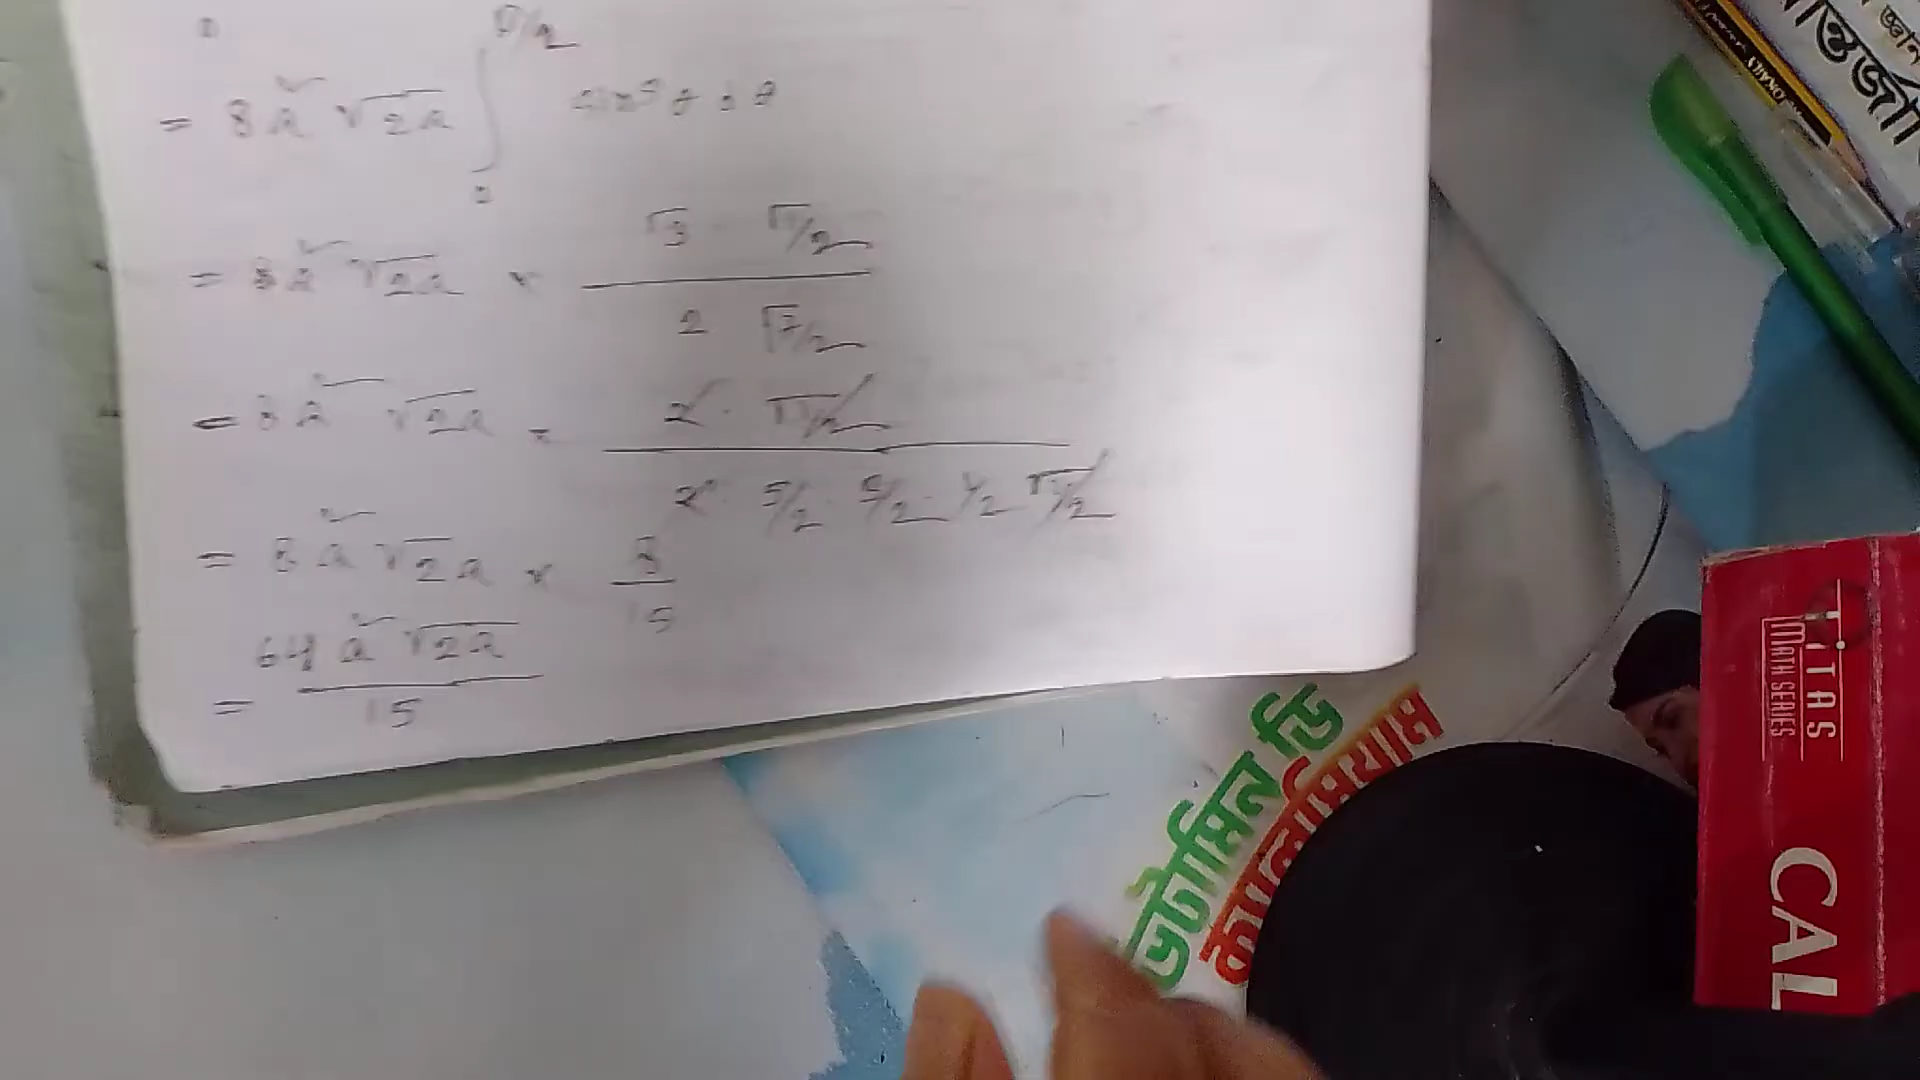 = 8a² √2a ∫₀^{π/2} sin⁵θ dθ
= 8a² √2a × (Γ3 · Γ1/2) / (2 Γ7/2)
= 8a² √2a × (2 · Γ1/2) / (2 · 5/2 · 5/2 · 1/2 Γ1/2)
= 8a² √2a × 8/15
= 64a² √2a / 15
ভিটামিন ডি
ক্যালসিয়াম
TiTAS
MATH SERIES
CAL